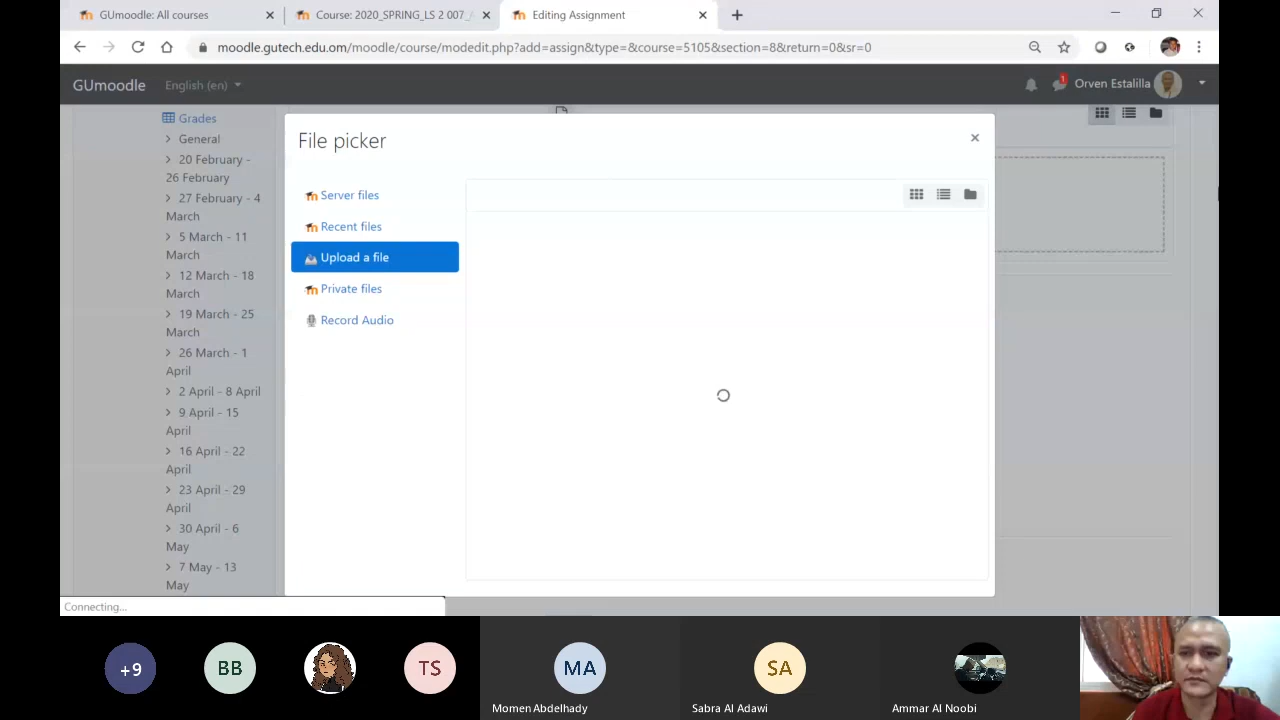 GUmoodle: All courses
Course: 2020_SPRING_LS 2 007_
Editing Assignment
moodle.gutech.edu.om/moodle/course/modedit.php?add=assign&type=&course=5105&section=8&return=0&sr=0
GUmoodle
English (en)
1
Orven Estalilla
Grades
General
20 February -
26 February
27 February - 4
March
5 March - 11
March
12 March - 18
March
19 March - 25
March
26 March - 1
April
2 April - 8 April
9 April - 15
April
16 April - 22
April
23 April - 29
April
30 April - 6
May
7 May - 13
May
File picker
Server files
Recent files
Upload a file
Private files
Record Audio
Connecting...
+9
BB
TS
MA
SA
Momen Abdelhady
Sabra Al Adawi
Ammar Al Noobi